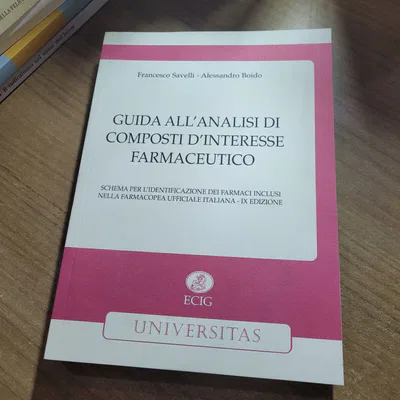 Francesco Savelli - Alessandro Boido
GUIDA ALL'ANALISI DI
COMPOSTI D'INTERESSE
FARMACEUTICO
SCHEMA PER L'IDENTIFICAZIONE DEI FARMACI INCLUSI
NELLA FARMACOPEA UFFICIALE ITALIANA - IX EDIZIONE
ECIG
UNIVERSITAS